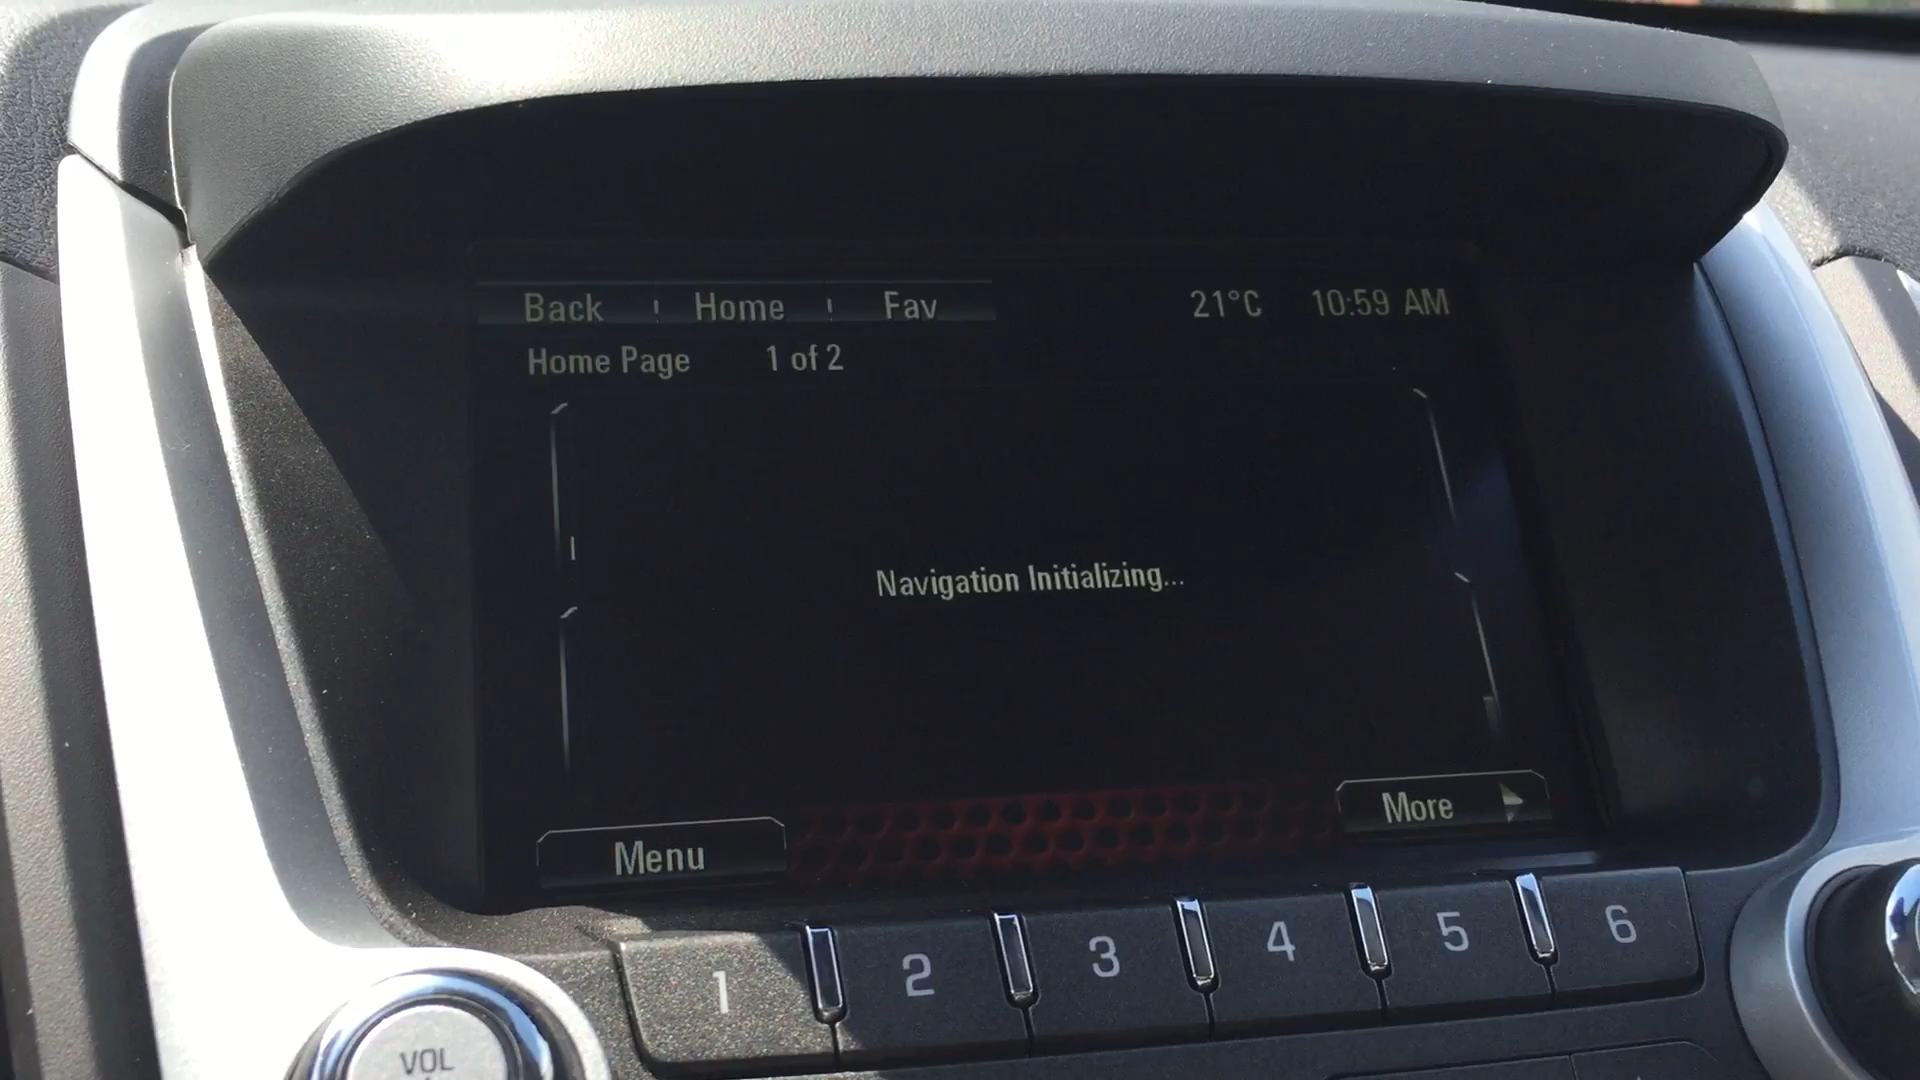 Back Home Fav 21°C 10:59 AM
Home Page 1 of 2
Navigation Initializing...
More
Menu
1 2 3 4 5 6
VOL